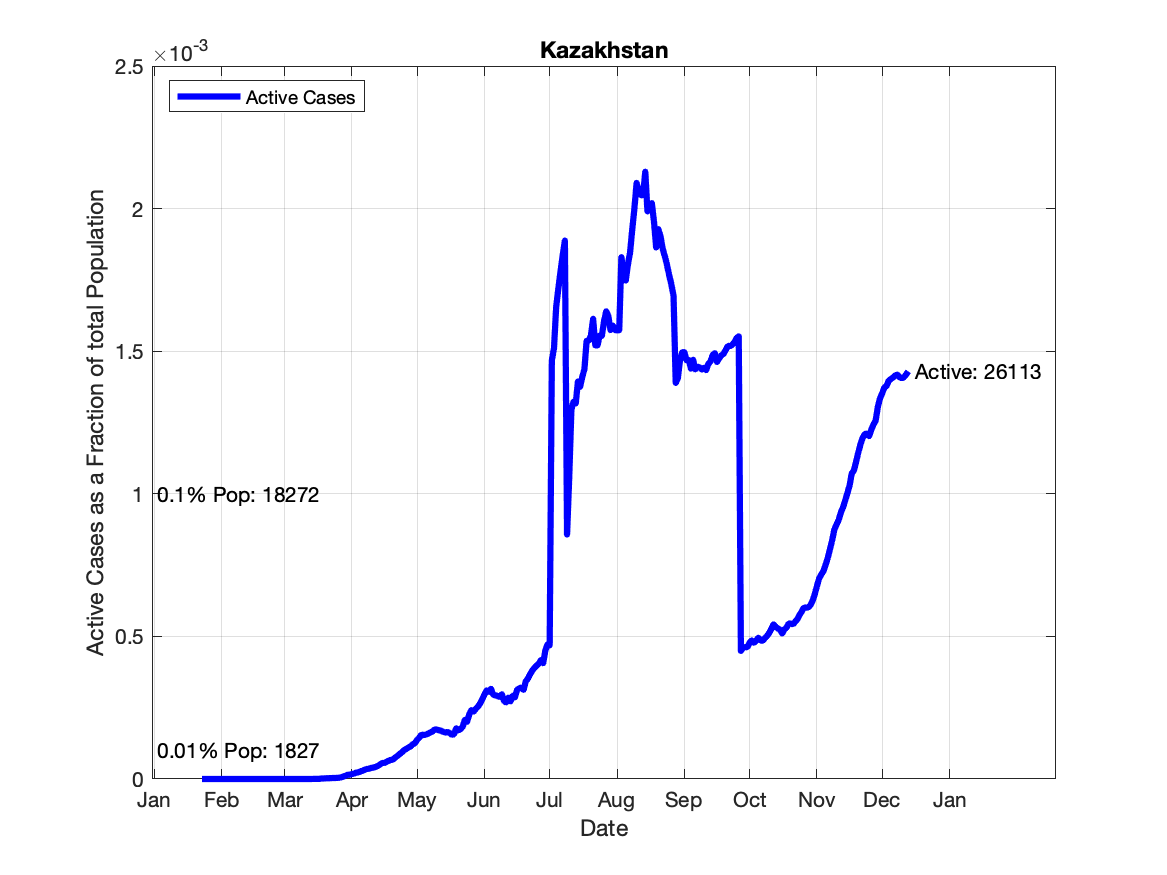 Kazakhstan
×10-3
Active Cases
2.5
2
1.5
1
0.5
0
Active Cases as a Fraction of total Population
Active: 26113
0.1% Pop: 18272
0.01% Pop: 1827
Jan Feb Mar Apr May Jun Jul Aug Sep Oct Nov Dec Jan
Date